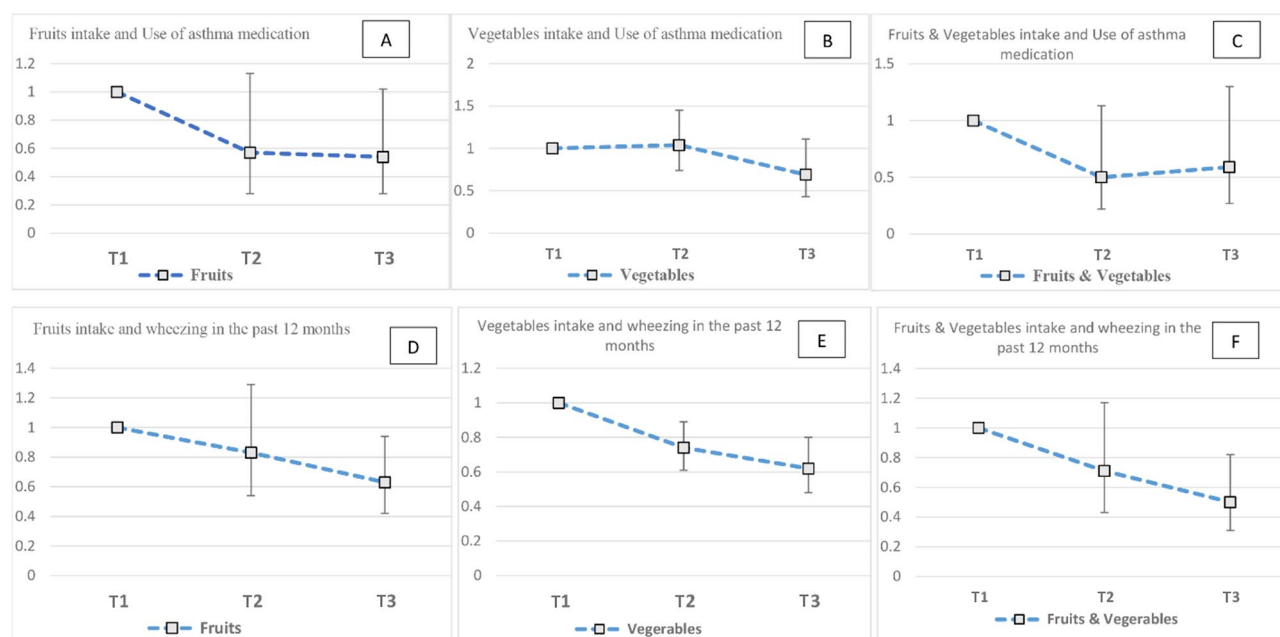 Fruits intake and Use of asthma medication
A
1.2
1
0.8
0.6
0.4
0.2
0
T1
T2
T3
Fruits
Vegetables intake and Use of asthma medication
B
2
1.5
1
0.5
0
T1
T2
T3
Vegetables
Fruits & Vegetables intake and Use of asthma
medication
C
1.5
1
0.5
0
T1
T2
T3
Fruits & Vegetables
Fruits intake and wheezing in the past 12 months
D
1.4
1.2
1
0.8
0.6
0.4
0.2
0
T1
T2
T3
Fruits
Vegetables intake and wheezing in the past 12
months
E
1.2
1
0.8
0.6
0.4
0.2
0
T1
T2
T3
Vegerables
Fruits & Vegetables intake and wheezing in the
past 12 months
F
1.4
1.2
1
0.8
0.6
0.4
0.2
0
T1
T2
T3
Fruits & Vegerables